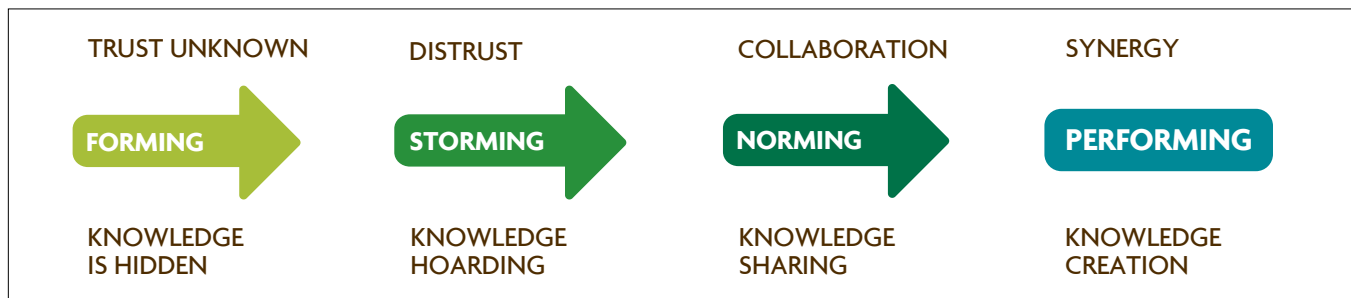 TRUST UNKNOWN
DISTRUST
COLLABORATION
SYNERGY
FORMING
STORMING
NORMING
PERFORMING
KNOWLEDGE
IS HIDDEN
KNOWLEDGE
HOARDING
KNOWLEDGE
SHARING
KNOWLEDGE
CREATION